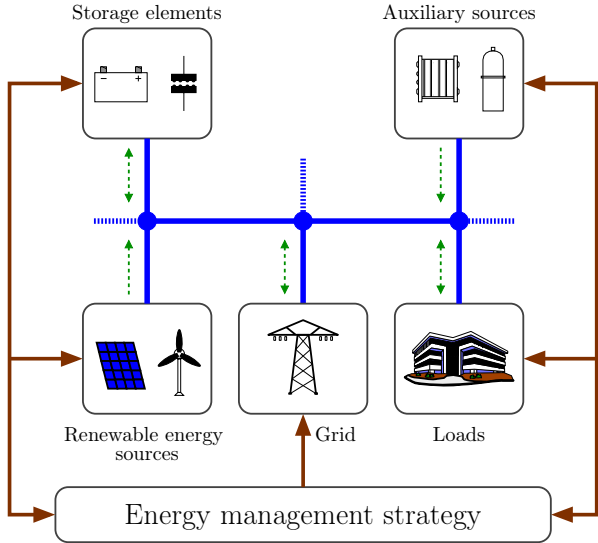 Storage elements
Auxiliary sources
− +
Renewable energy
sources
Grid
Loads
Energy management strategy